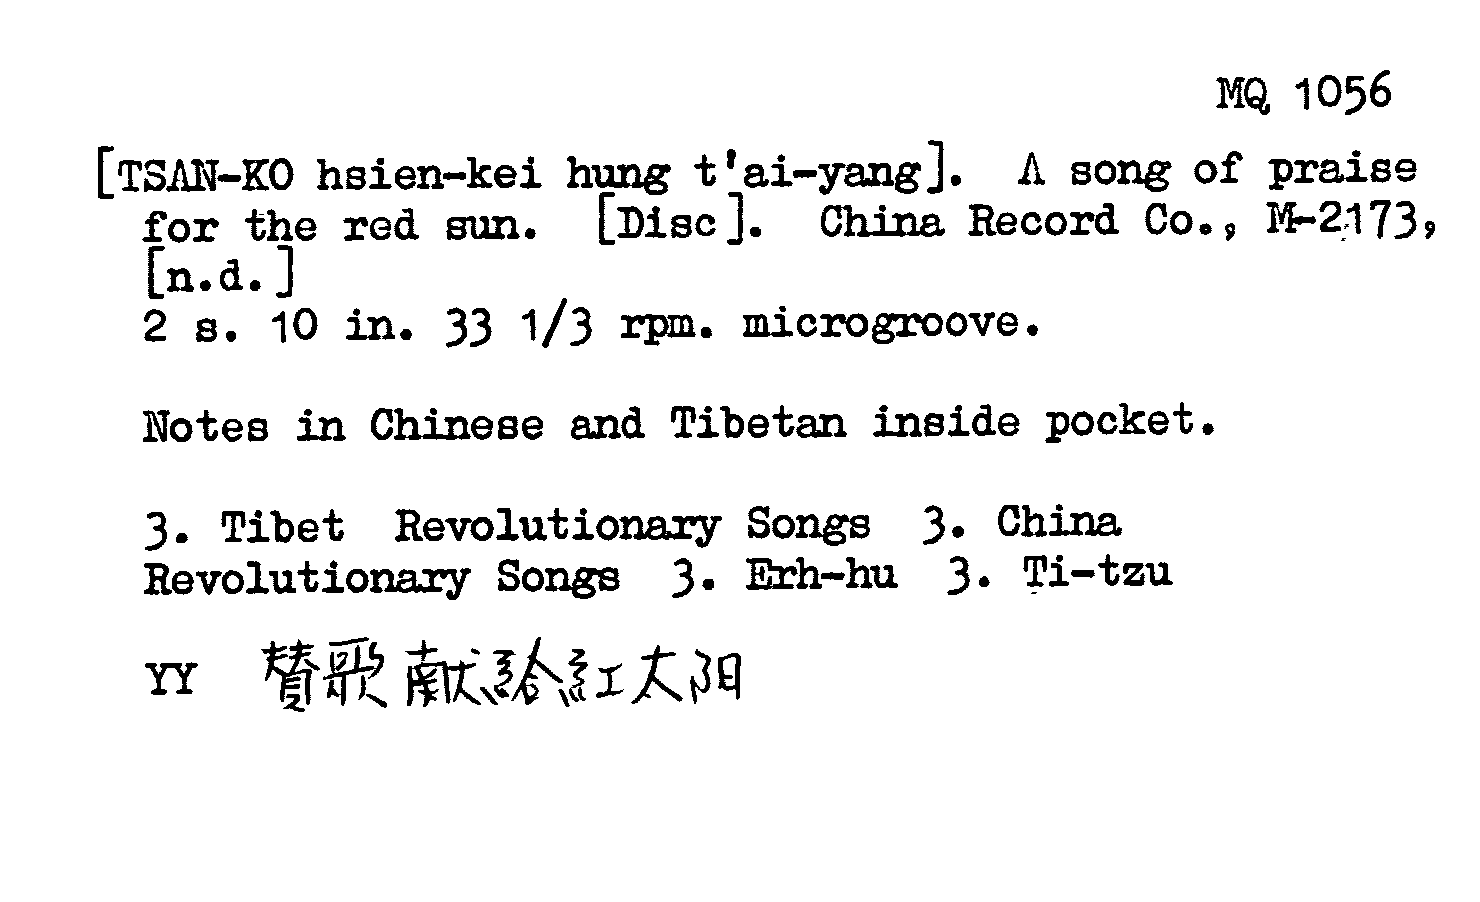 MQ 1056
[TSAN-KO hsien-kei hung t'ai-yang]. A song of praise
for the red sun. [Disc]. China Record Co., M-2173,
[n.d.]
2 s. 10 in. 33 1/3 rpm. microgroove.
Notes in Chinese and Tibetan inside pocket.
3. Tibet Revolutionary Songs 3. China
Revolutionary Songs 3. Erh-hu 3. Ti-tzu
YY 贊歌献給紅太阳